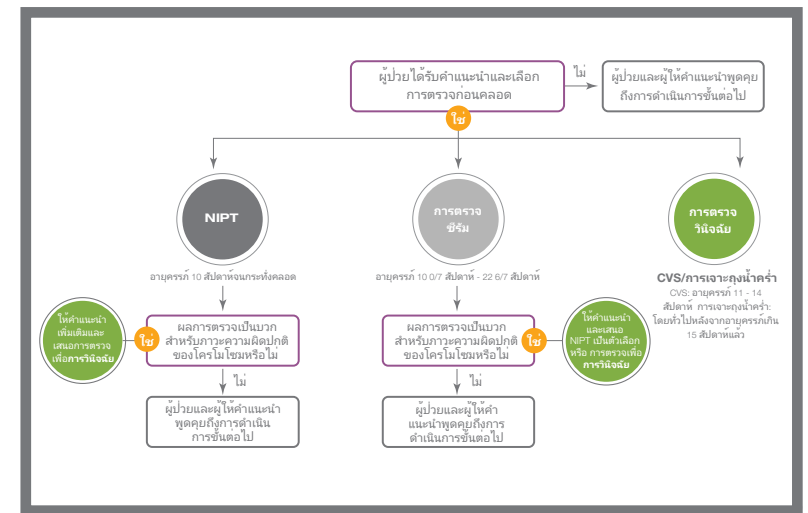 ผู้ป่วยได้รับคำแนะนำและเลือก
การตรวจก่อนคลอด
ไม่
ผู้ป่วยและผู้ให้คำแนะนำพูดคุย
ถึงการดำเนินการขั้นต่อไป
ใช่
NIPT
การตรวจ
ซีรัม
การตรวจ
วินิจฉัย
อายุครรภ์ 10 สัปดาห์จนกระทั่งคลอด
อายุครรภ์ 10 0/7 สัปดาห์ - 22 6/7 สัปดาห์
CVS/การเจาะถุงน้ำคร่ำ
CVS: อายุครรภ์ 11 - 14
สัปดาห์ การเจาะถุงน้ำคร่ำ:
โดยทั่วไปหลังจากอายุครรภ์เกิน
15 สัปดาห์แล้ว
ให้คำแนะนำ
เพิ่มเติมและ
เสนอการตรวจ
เพื่อการวินิจฉัย
ใช่
ผลการตรวจเป็นบวก
สำหรับภาวะความผิดปกติ
ของโครโมโซมหรือไม่
ผลการตรวจเป็นบวก
สำหรับภาวะความผิดปกติ
ของโครโมโซมหรือไม่
ใช่
ให้คำแนะนำ
และเสนอ
NIPT เป็นตัวเลือก
หรือ การตรวจเพื่อ
การวินิจฉัย
ไม่
ไม่
ผู้ป่วยและผู้ให้คำแนะนำ
พูดคุยถึงการดำเนิน
การขั้นต่อไป
ผู้ป่วยและผู้ให้คำ
แนะนำพูดคุยถึงการ
ดำเนินการขั้นต่อไป